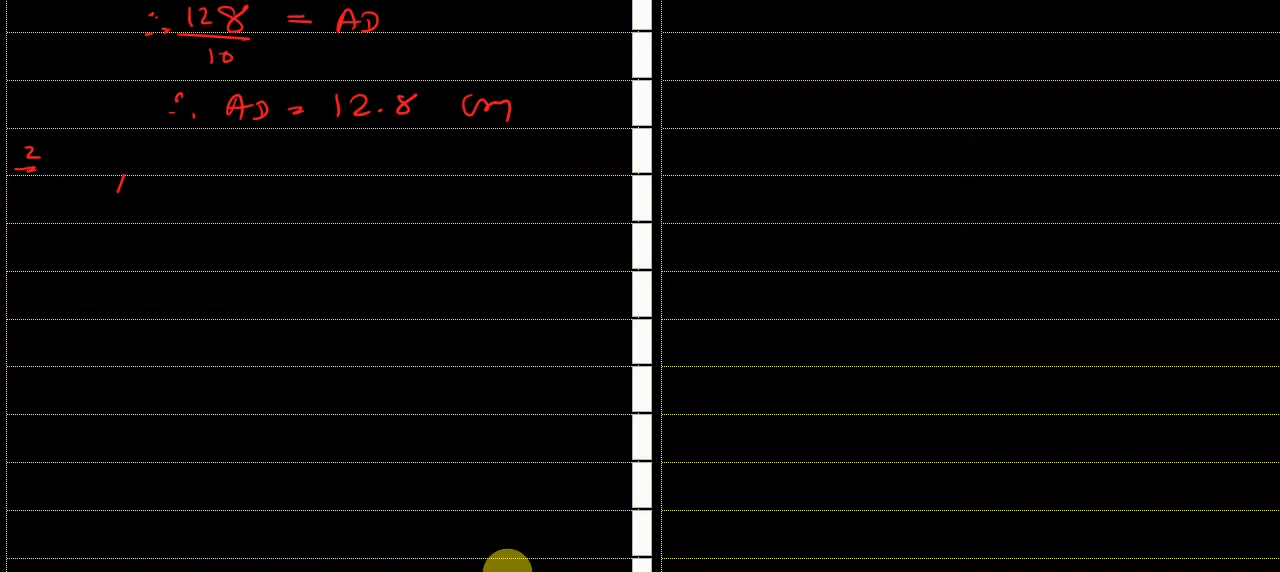 ∴ 128/10 = AD
∴ AD = 12.8 cm
2